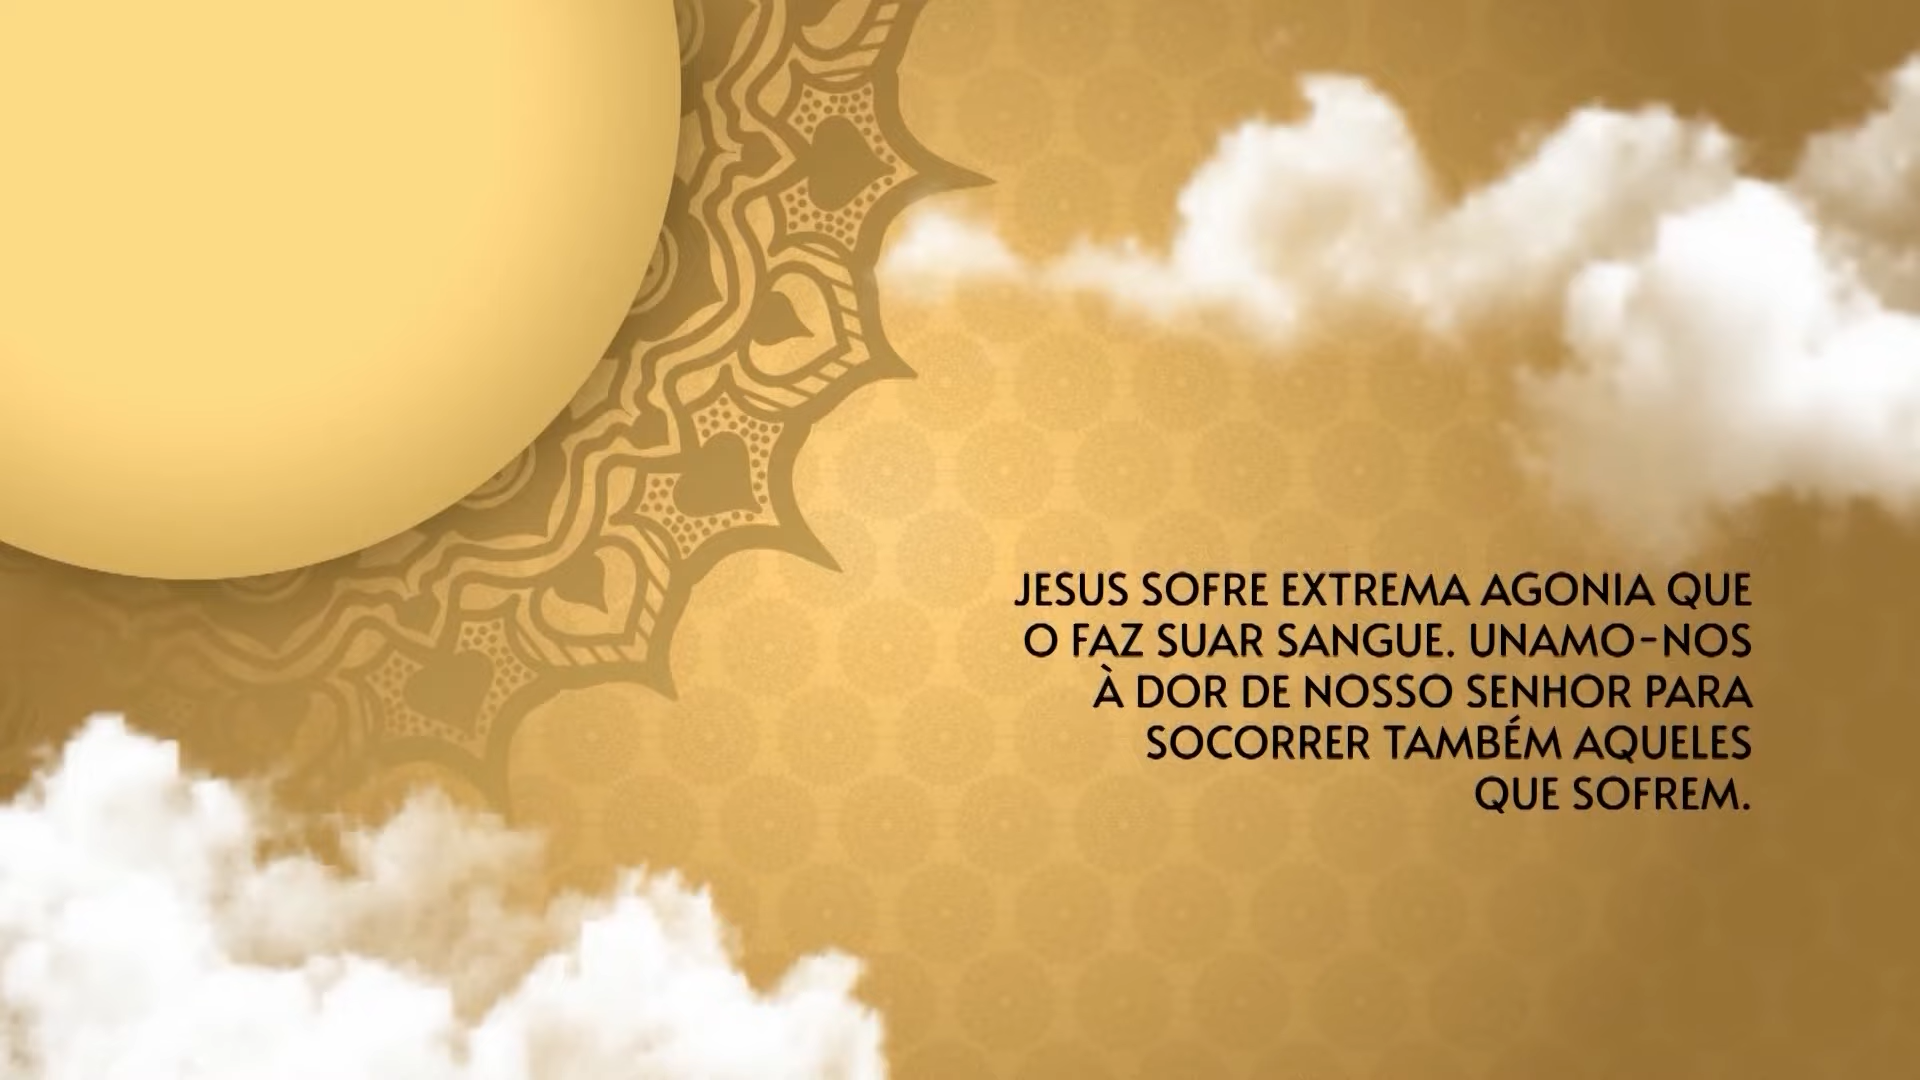 JESUS SOFRE EXTREMA AGONIA QUE
O FAZ SUAR SANGUE. UNAMO-NOS
À DOR DE NOSSO SENHOR PARA
SOCORRER TAMBÉM AQUELES
QUE SOFREM.